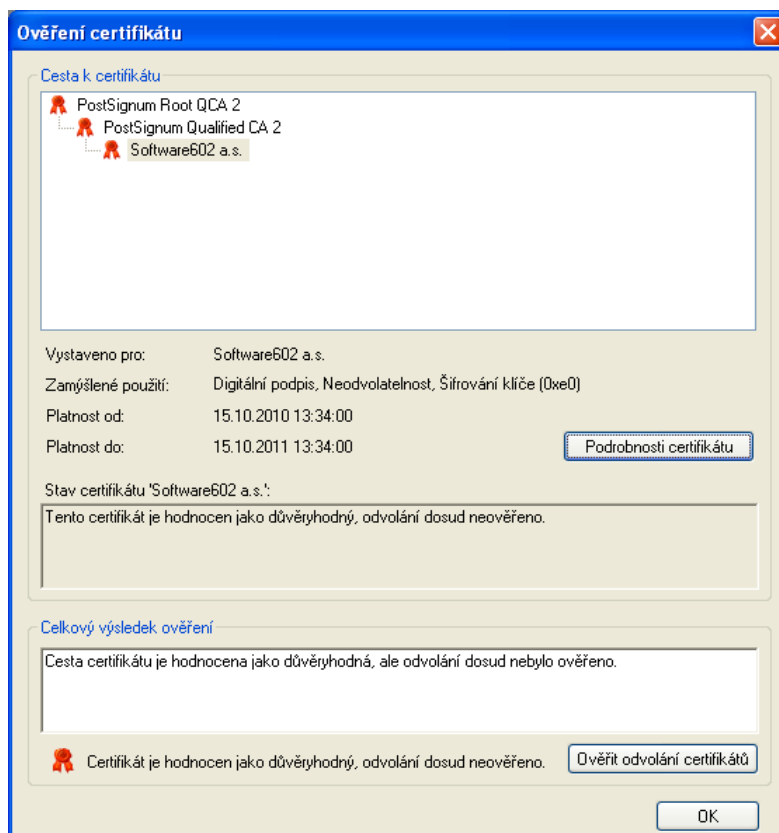 Ověření certifikátu
Cesta k certifikátu
PostSignum Root QCA 2
PostSignum Qualified CA 2
Software602 a.s.
Vystaveno pro: Software602 a.s.
Zamýšlené použití: Digitální podpis, Neodvolatelnost, Šifrování klíče (0xe0)
Platnost od: 15.10.2010 13:34:00
Platnost do: 15.10.2011 13:34:00 Podrobnosti certifikátu
Stav certifikátu 'Software602 a.s.':
Tento certifikát je hodnocen jako důvěryhodný, odvolání dosud neověřeno.
Celkový výsledek ověření
Cesta certifikátu je hodnocena jako důvěryhodná, ale odvolání dosud nebylo ověřeno.
Certifikát je hodnocen jako důvěryhodný, odvolání dosud neověřeno. Ověřit odvolání certifikátů
OK